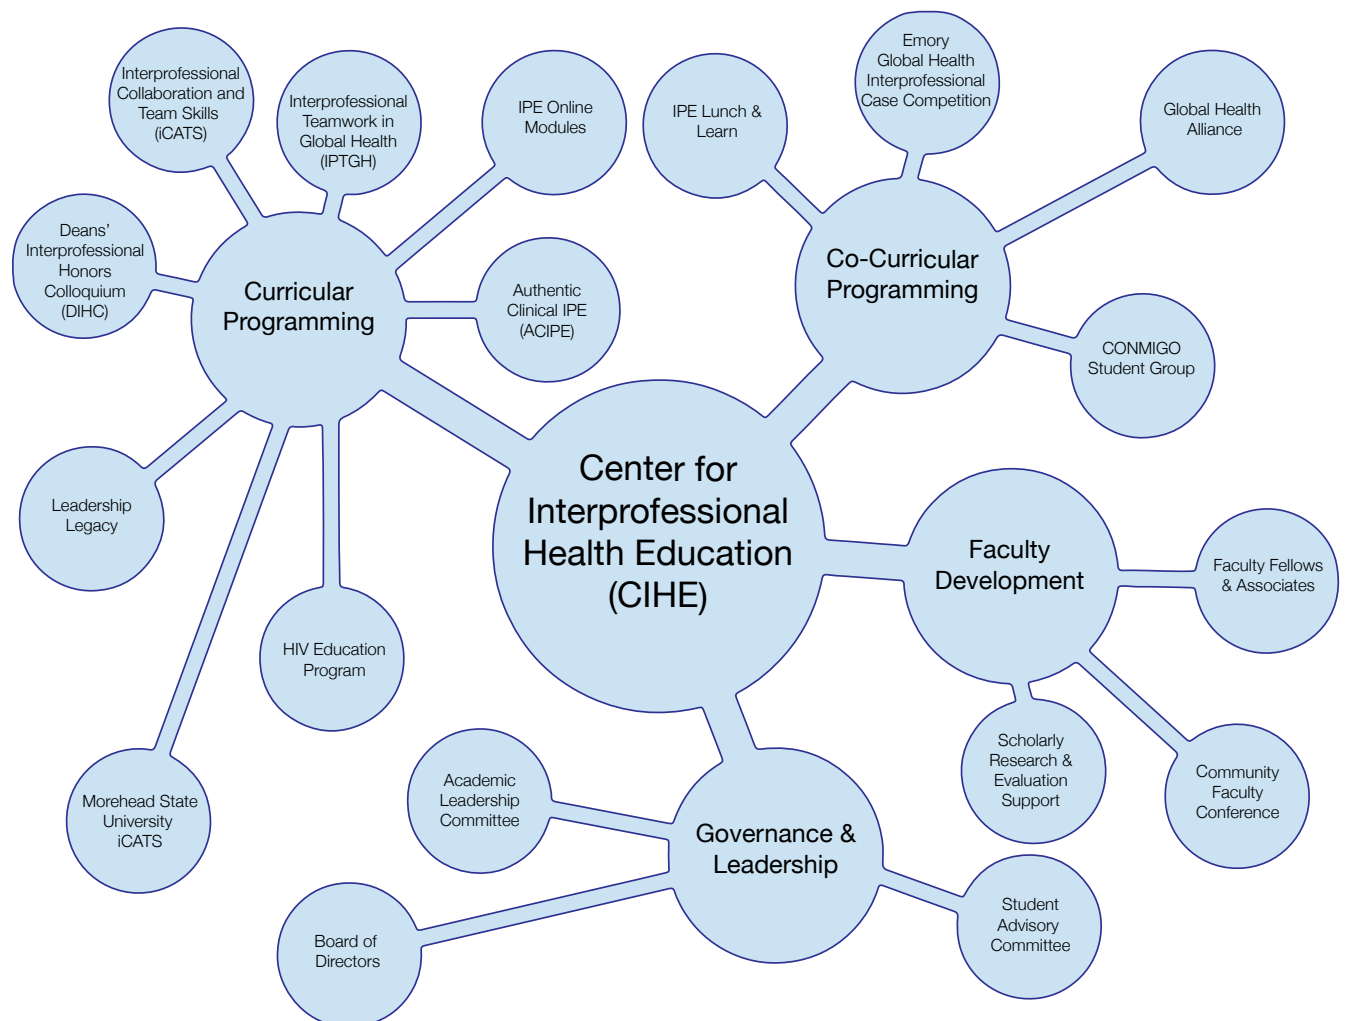 Interprofessional
Collaboration and
Team Skills
(iCATS)
Interprofessional
Teamwork in
Global Health
(IPTGH)
IPE Online
Modules
IPE Lunch &
Learn
Emory
Global Health
Interprofessional
Case Competition
Global Health
Alliance
Deans’
Interprofessional
Honors
Colloquium
(DIHC)
Curricular
Programming
Authentic
Clinical IPE
(ACIPE)
Co-Curricular
Programming
CONMIGO
Student Group
Leadership
Legacy
Center for
Interprofessional
Health Education
(CIHE)
Faculty
Development
Faculty Fellows
& Associates
HIV Education
Program
Morehead State
University
iCATS
Academic
Leadership
Committee
Governance &
Leadership
Scholarly
Research &
Evaluation
Support
Community
Faculty
Conference
Board of
Directors
Student
Advisory
Committee